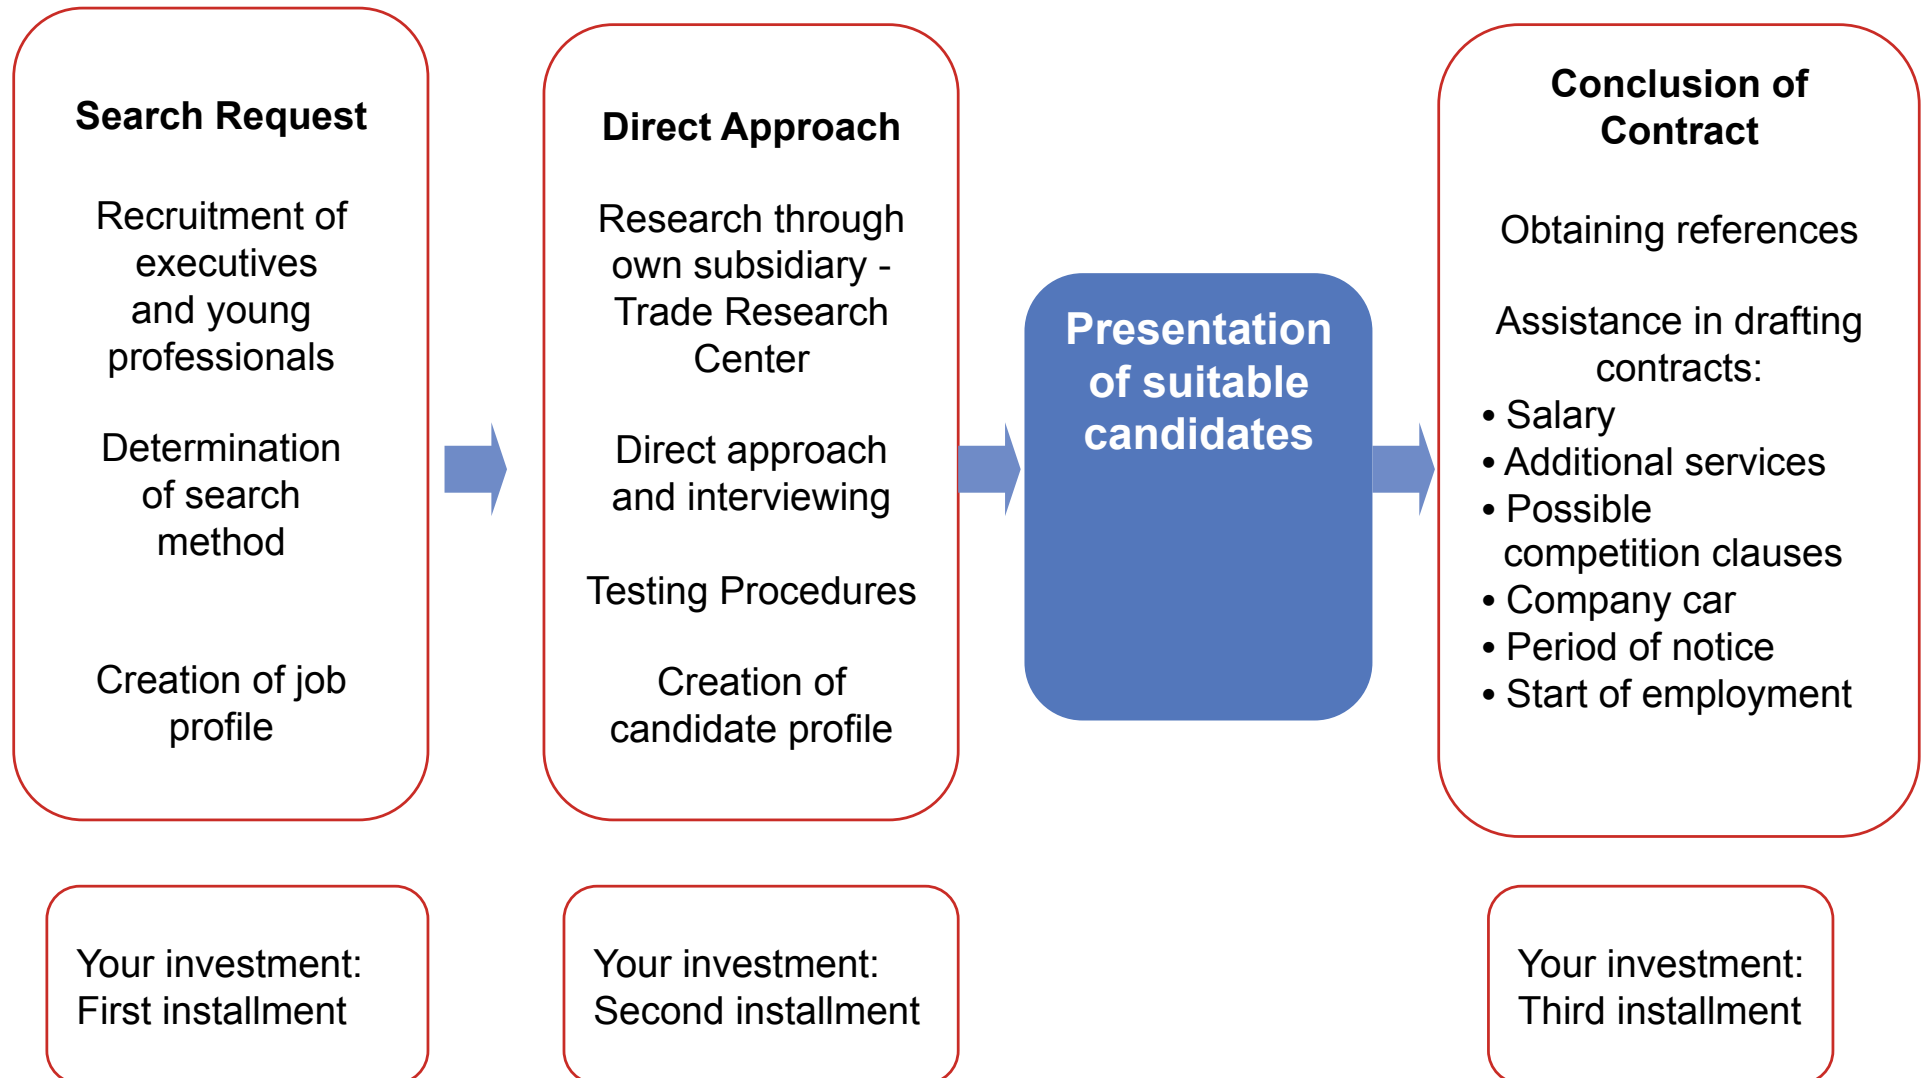 Search Request
Recruitment of
executives
and young
professionals
Determination
of search
method
Creation of job
profile
Direct Approach
Research through
own subsidiary -
Trade Research
Center
Direct approach
and interviewing
Testing Procedures
Creation of
candidate profile
Presentation
of suitable
candidates
Conclusion of
Contract
Obtaining references
Assistance in drafting
contracts:
• Salary
• Additional services
• Possible
competition clauses
• Company car
• Period of notice
• Start of employment
Your investment:
First installment
Your investment:
Second installment
Your investment:
Third installment